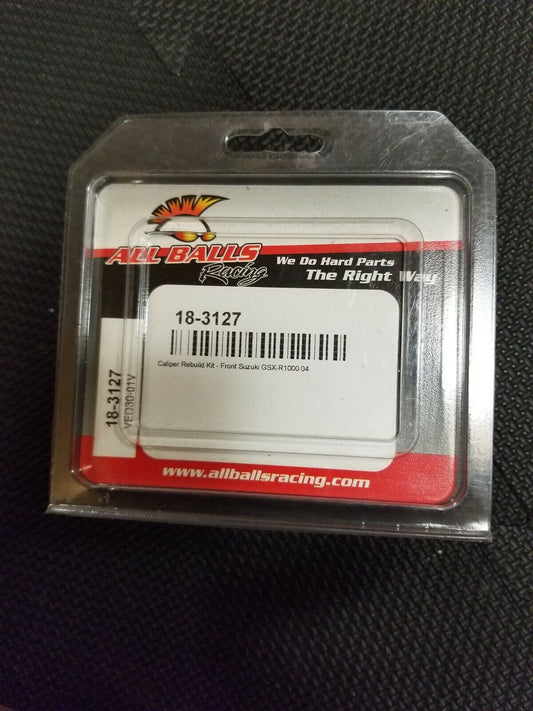 ALL BALLS
Racing
We Do Hard Parts
The Right Way
18-3127
Caliper Rebuild Kit - Front Suzuki GSX-R1000 04
18-3127
VED30-01V
www.allballsracing.com